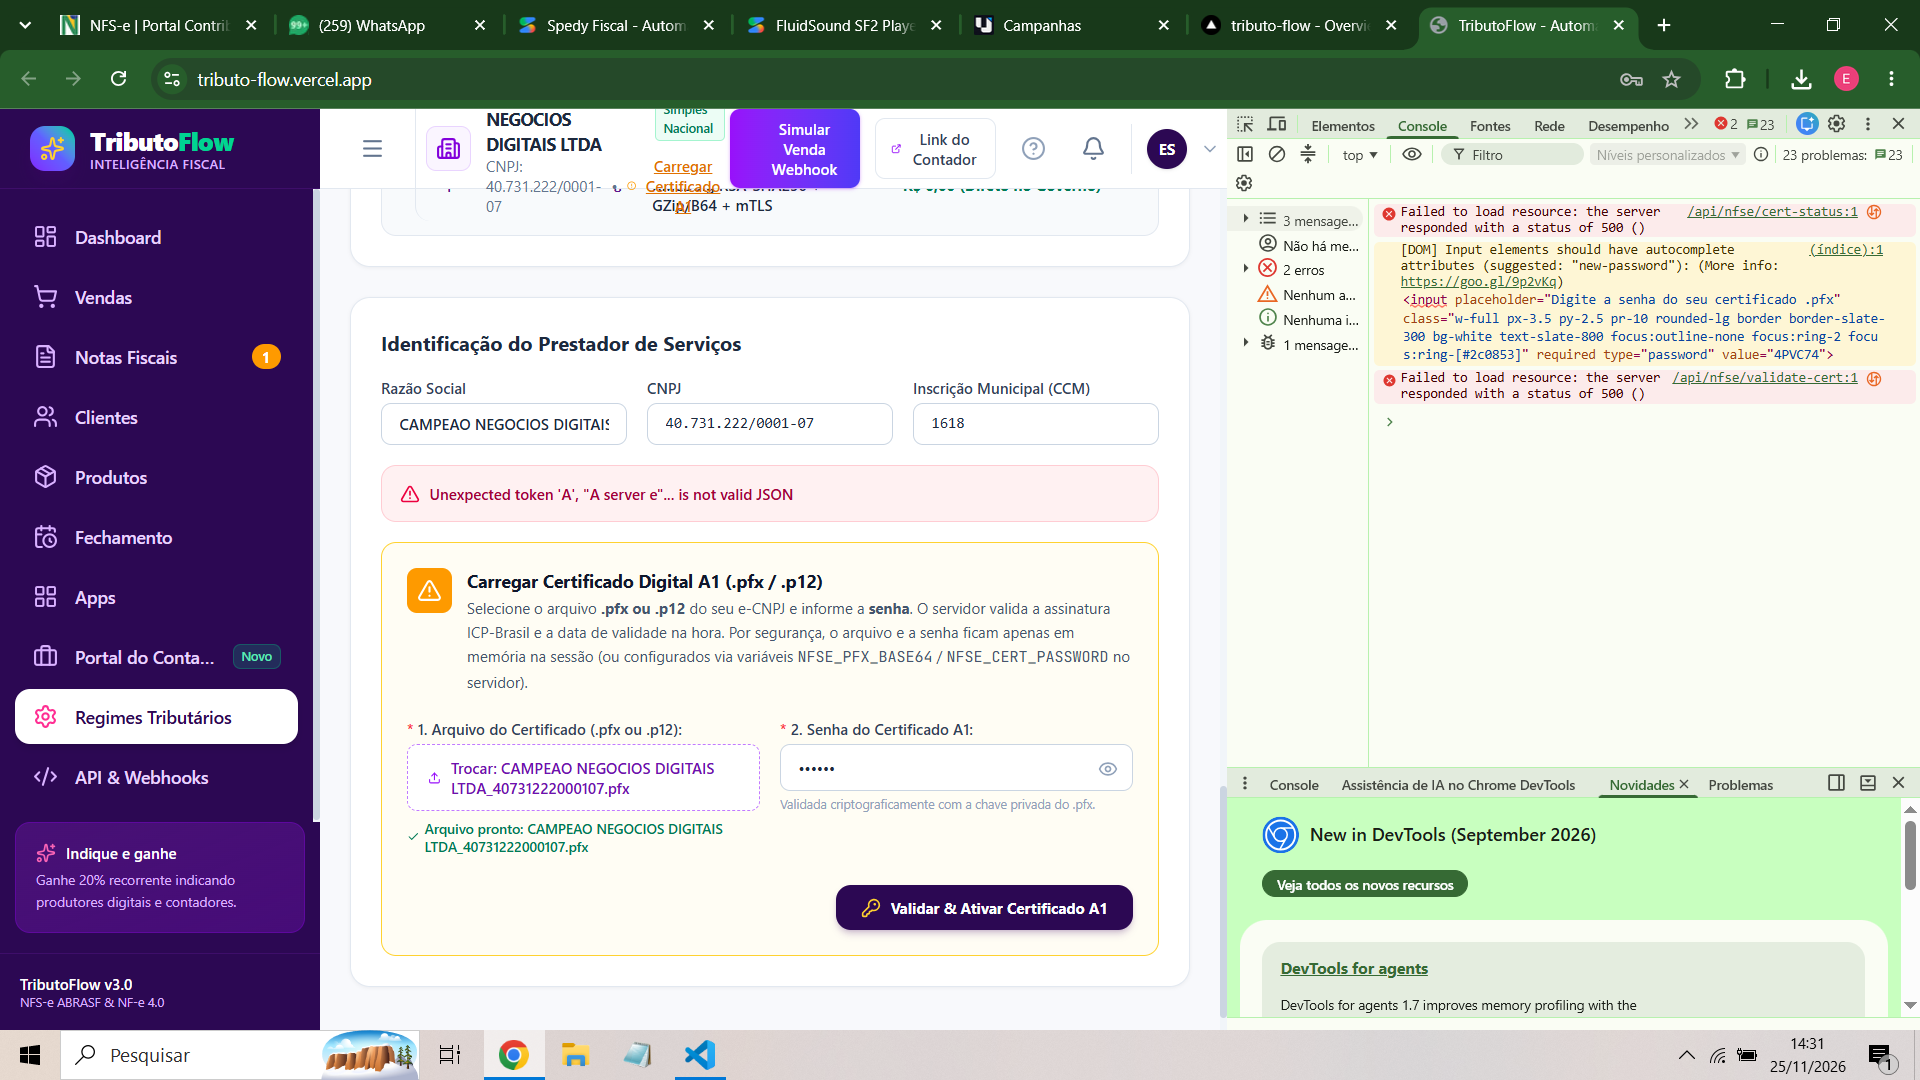 NFS-e | Portal Contrib
(259) WhatsApp
Spedy Fiscal - Autom
FluidSound SF2 Playe
Campanhas
tributo-flow - Overvi
TributoFlow - Autom
tributo-flow.vercel.app
E
TributoFlow
INTELIGÊNCIA FISCAL
Dashboard
Vendas
Notas Fiscais
1
Clientes
Produtos
Fechamento
Apps
Portal do Conta...
Novo
Regimes Tributários
API & Webhooks
Indique e ganhe
Ganhe 20% recorrente indicando
produtores digitais e contadores.
TributoFlow v3.0
NFS-e ABRASF & NF-e 4.0
NEGOCIOS
DIGITAIS LTDA
CNPJ:
40.731.222/0001-
07
Simples
Nacional
Carregar
Certificado
A1
Simular
Venda
Webhook
Link do
Contador
ES
GZip/B64 + mTLS
Identificação do Prestador de Serviços
Razão Social
CNPJ
Inscrição Municipal (CCM)
CAMPEAO NEGOCIOS DIGITAIS
40.731.222/0001-07
1618
Unexpected token 'A', "A server e"... is not valid JSON
Carregar Certificado Digital A1 (.pfx / .p12)
Selecione o arquivo .pfx ou .p12 do seu e-CNPJ e informe a senha. O servidor valida a assinatura
ICP-Brasil e a data de validade na hora. Por segurança, o arquivo e a senha ficam apenas em
memória na sessão (ou configurados via variáveis NFSE_PFX_BASE64 / NFSE_CERT_PASSWORD no
servidor).
* 1. Arquivo do Certificado (.pfx ou .p12):
Trocar: CAMPEAO NEGOCIOS DIGITAIS
LTDA_40731222000107.pfx
Arquivo pronto: CAMPEAO NEGOCIOS DIGITAIS
LTDA_40731222000107.pfx
* 2. Senha do Certificado A1:
••••••
Validada criptograficamente com a chave privada do .pfx.
Validar & Ativar Certificado A1
Elementos
Console
Fontes
Rede
Desempenho
2
23
top
Filtro
Níveis personalizados
23 problemas:
23
3 message...
Não há me...
2 erros
Nenhum a...
Nenhuma i...
1 message...
Failed to load resource: the server /api/nfse/cert-status:1
responded with a status of 500 ()
[DOM] Input elements should have autocomplete (índice):1
attributes (suggested: "new-password"): (More info:
https://goo.gl/9p2vKq)
<input placeholder="Digite a senha do seu certificado .pfx"
class="w-full px-3.5 py-2.5 pr-10 rounded-lg border border-slate-
300 bg-white text-slate-800 focus:outline-none focus:ring-2 focu
s:ring-[#2c0853]" required type="password" value="4PVC74">
Failed to load resource: the server /api/nfse/validate-cert:1
responded with a status of 500 ()
Console
Assistência de IA no Chrome DevTools
Novidades
Problemas
New in DevTools (September 2026)
Veja todos os novos recursos
DevTools for agents
DevTools for agents 1.7 improves memory profiling with the
Pesquisar
14:31
25/11/2026
1